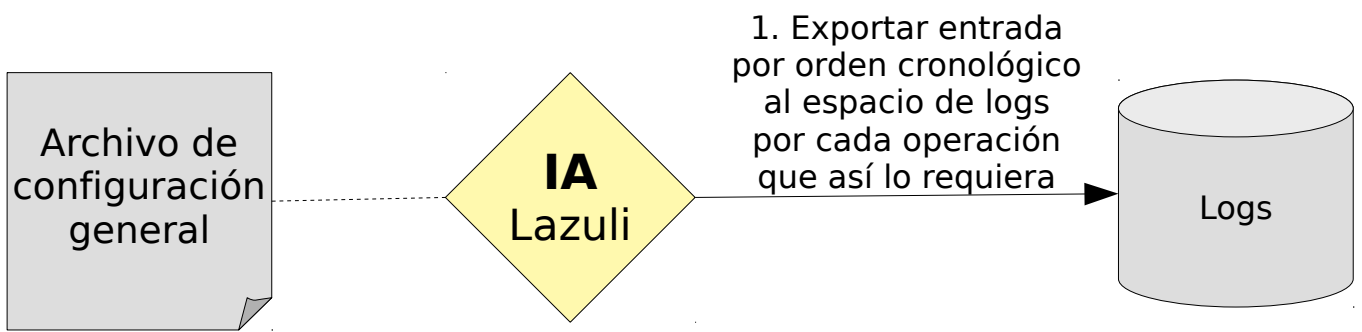 Archivo de
configuración
general
IA
Lazuli
1. Exportar entrada
por orden cronológico
al espacio de logs
por cada operación
que así lo requiera
Logs